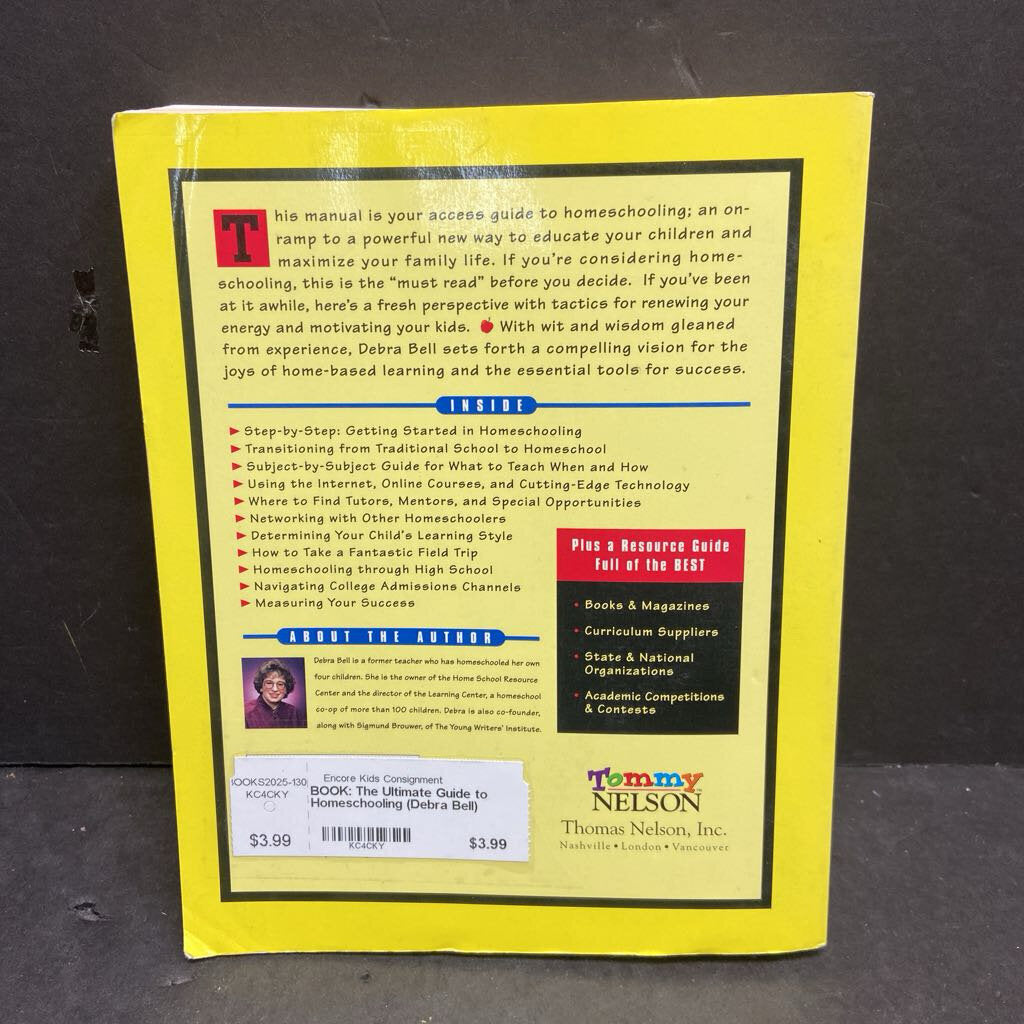 This manual is your access guide to homeschooling; an on-
ramp to a powerful new way to educate your children and
maximize your family life. If you're considering home-
schooling, this is the "must read" before you decide. If you've been
at it awhile, here's a fresh perspective with tactics for renewing your
energy and motivating your kids. With wit and wisdom gleaned
from experience, Debra Bell sets forth a compelling vision for the
joys of home-based learning and the essential tools for success.
INSIDE
Step-by-Step: Getting Started in Homeschooling
Transitioning from Traditional School to Homeschool
Subject-by-Subject Guide for What to Teach When and How
Using the Internet, Online Courses, and Cutting-Edge Technology
Where to Find Tutors, Mentors, and Special Opportunities
Networking with Other Homeschoolers
Determining Your Child's Learning Style
How to Take a Fantastic Field Trip
Homeschooling through High School
Navigating College Admissions Channels
Measuring Your Success
Plus a Resource Guide
Full of the BEST
• Books & Magazines
• Curriculum Suppliers
• State & National
Organizations
• Academic Competitions
& Contests
ABOUT THE AUTHOR
Debra Bell is a former teacher who has homeschooled her own
four children. She is the owner of the Home School Resource
Center and the director of the Learning Center, a homeschool
co-op of more than 100 children. Debra is also co-founder,
along with Sigmund Brouwer, of The Young Writers' Institute.
OOKS2025-130
KC4CKY
$3.99
Encore Kids Consignment
BOOK: The Ultimate Guide to
Homeschooling (Debra Bell)
KC4CKY
$3.99
Tommy
NELSON™
Thomas Nelson, Inc.
Nashville • London • Vancouver